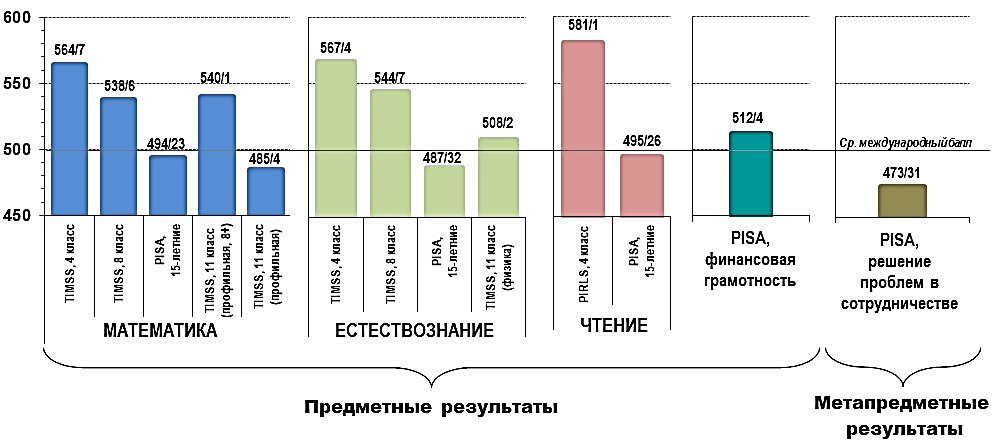 600
550
500
450
564/7
538/6
494/23
540/1
485/4
567/4
544/7
487/32
508/2
581/1
495/26
512/4
Ср. международный балл
473/31
TIMSS, 4 класс
TIMSS, 8 класс
PISA,
15-летние
TIMSS, 11 класс
(профильная, 8+)
TIMSS, 11 класс
(профильная)
TIMSS, 4 класс
TIMSS, 8 класс
PISA,
15-летние
TIMSS, 11 класс
(физика)
PIRLS, 4 класс
PISA,
15-летние
PISA,
финансовая
грамотность
PISA,
решение
проблем в
сотрудничестве
МАТЕМАТИКА
ЕСТЕСТВОЗНАНИЕ
ЧТЕНИЕ
Предметные результаты
Метапредметные
результаты